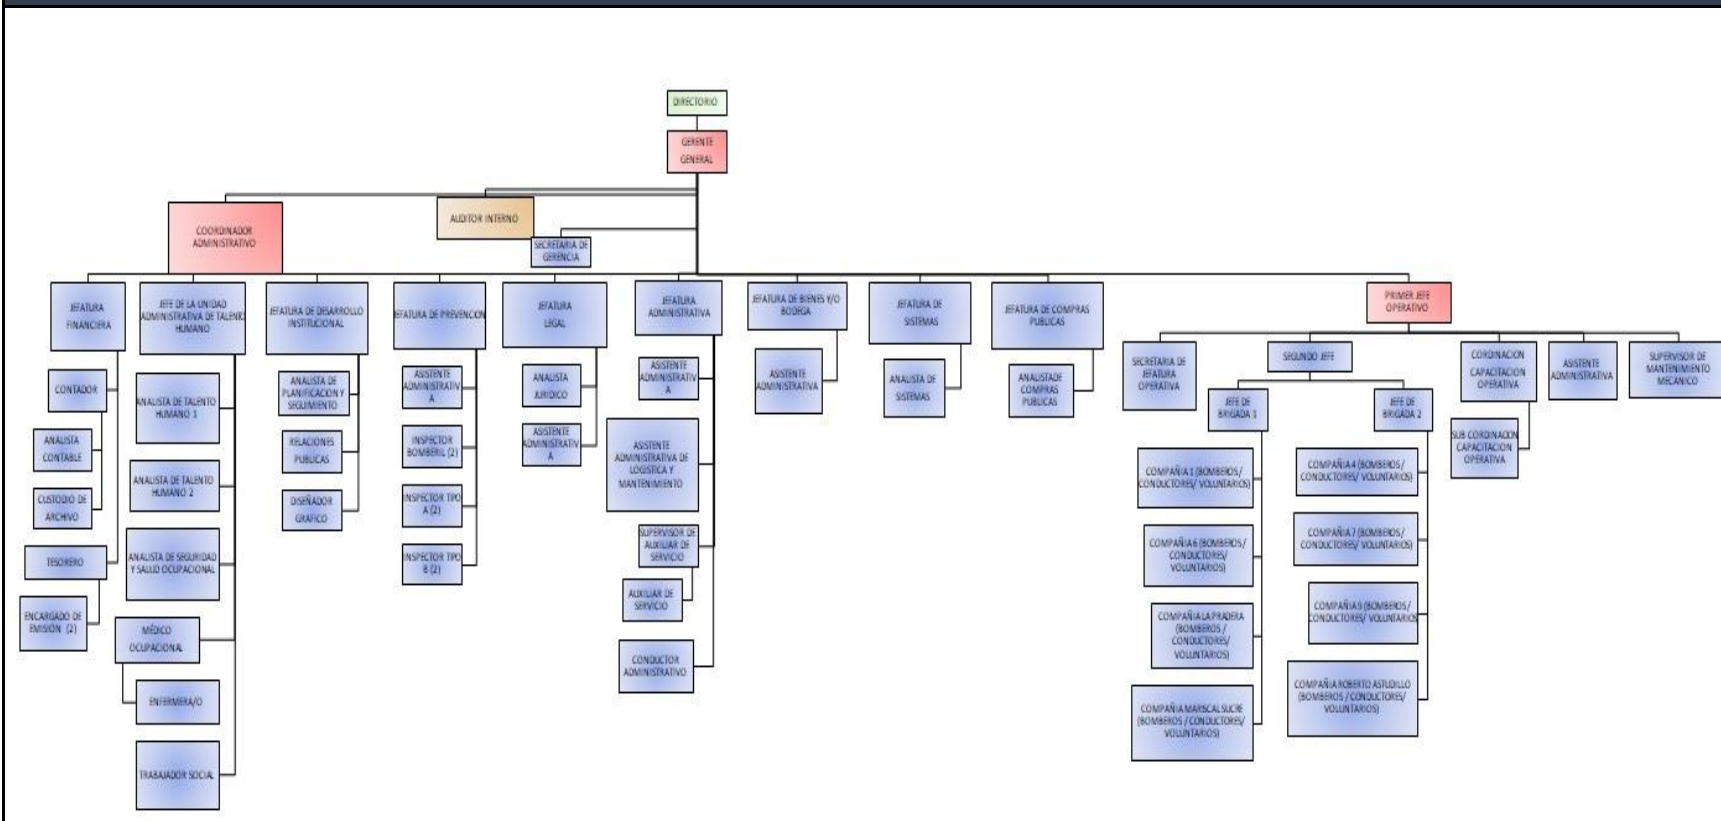 DIRECTORIO
GERENTE
GENERAL
COORDINADOR
ADMINISTRATIVO
AUDITOR INTERNO
SECRETARIA DE
GERENCIA
JEFATURA
FINANCIERA
CONTADOR
ANALISTA
CONTABLE
CUSTODIO DE
ARCHIVO
TESORERO
ENCARGADO DE
EMISIÓN (2)
JEFE DE LA UNIDAD
ADMINISTRATIVA DE TALENTO
HUMANO
ANALISTA DE TALENTO
HUMANO 1
ANALISTA DE TALENTO
HUMANO 2
ANALISTA DE SEGURIDAD
Y SALUD OCUPACIONAL
MÉDICO
OCUPACIONAL
ENFERMERA/O
TRABAJADOR SOCIAL
JEFATURA DE DESARROLLO
INSTITUCIONAL
ANALISTA DE
PLANIFICACION Y
SEGUIMIENTO
RELACIONES
PUBLICAS
DISEÑADOR
GRAFICO
JEFATURA DE PREVENCION
ASISTENTE
ADMINISTRATIV
A
INSPECTOR
BOMBERIL (2)
INSPECTOR TIPO
A (2)
INSPECTOR TIPO
B (2)
JEFATURA
LEGAL
ANALISTA
JURIDICO
ASISTENTE
ADMINISTRATIV
A
JEFATURA
ADMINISTRATIVA
ASISTENTE
ADMINISTRATIV
A
ASISTENTE
ADMINISTRATIVA DE
LOGISTICA Y
MANTENIMIENTO
SUPERVISOR DE
AUXILIAR DE
SERVICIO
AUXILIAR DE
SERVICIO
CONDUCTOR
ADMINISTRATIVO
JEFATURA DE BIENES Y/O
BODEGA
ASISTENTE
ADMINISTRATIVA
JEFATURA DE
SISTEMAS
ANALISTA DE
SISTEMAS
JEFATURA DE COMPRAS
PUBLICAS
ANALISTADE
COMPRAS
PUBLICAS
PRIMER JEFE
OPERATIVO
SECRETARIA DE
JEFATURA
OPERATIVA
SEGUNDO JEFE
JEFE DE
BRIGADA 1
COMPAÑIA 1 (BOMBEROS /
CONDUCTORES/ VOLUNTARIOS)
COMPAÑIA 6 (BOMBEROS /
CONDUCTORES/
VOLUNTARIOS)
COMPAÑIA LA PRADERA
(BOMBEROS /
CONDUCTORES/
VOLUNTARIOS)
COMPAÑIA MARISCAL SUCRE
(BOMBEROS / CONDUCTORES/
VOLUNTARIOS)
JEFE DE
BRIGADA 2
COMPAÑIA 4 (BOMBEROS /
CONDUCTORES/ VOLUNTARIOS)
COMPAÑIA 7 (BOMBEROS /
CONDUCTORES/ VOLUNTARIOS)
COMPAÑIA 9 (BOMBEROS /
CONDUCTORES/ VOLUNTARIOS
COMPAÑIA ROBERTO ASTUDILLO
(BOMBEROS / CONDUCTORES/
VOLUNTARIOS)
CORDINACION
CAPACITACION
OPERATIVA
SUB CORDINACION
CAPACITACION
OPERATIVA
ASISTENTE
ADMINISTRATIVA
SUPERVISOR DE
MANTENIMIENTO
MECANICO